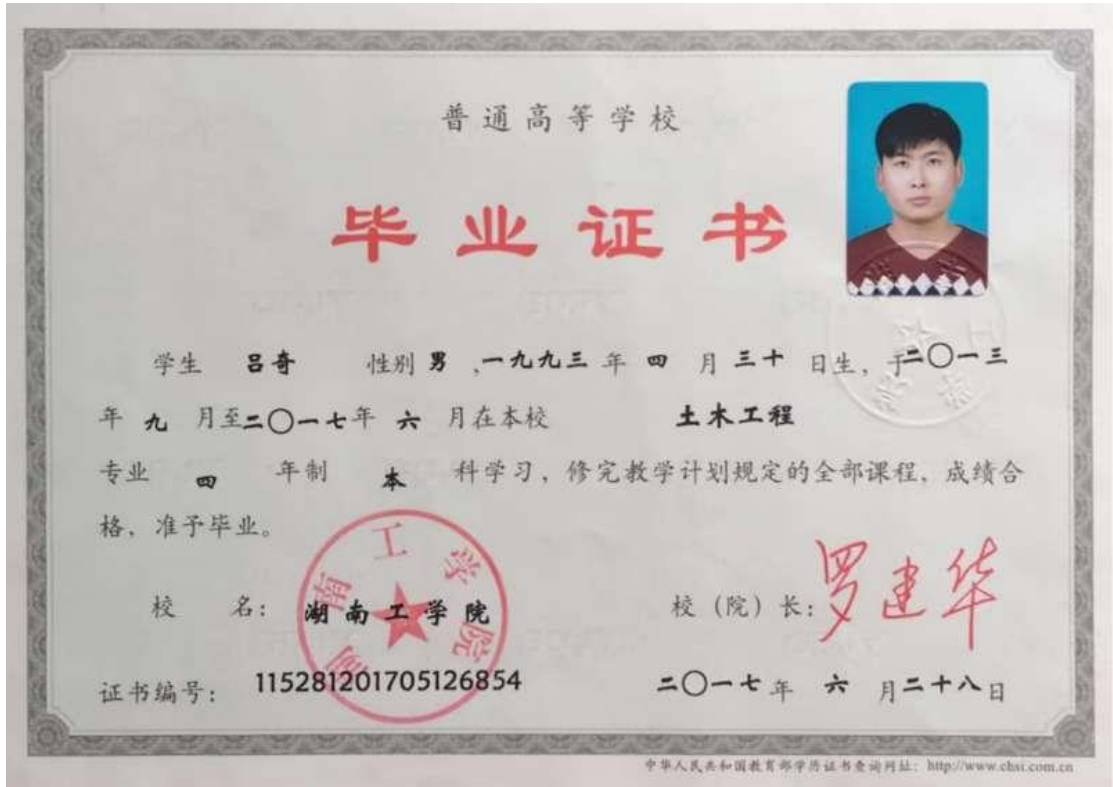 普通高等学校
毕业证书
学生 吕奇 性别 男 ,一九九三 年 四 月 三十 日生，于二〇一三
年 九 月至二〇一七年 六 月在本校 土木工程
专业 四 年制 本 科学习，修完教学计划规定的全部课程，成绩合
格，准予毕业。
校 名： 湖南工学院
校（院）长： 罗建华
湖南工学院
证书编号： 115281201705126854
二〇一七年 六 月二十八日
中华人民共和国教育部学历证书查询网址：http://www.chsi.com.cn